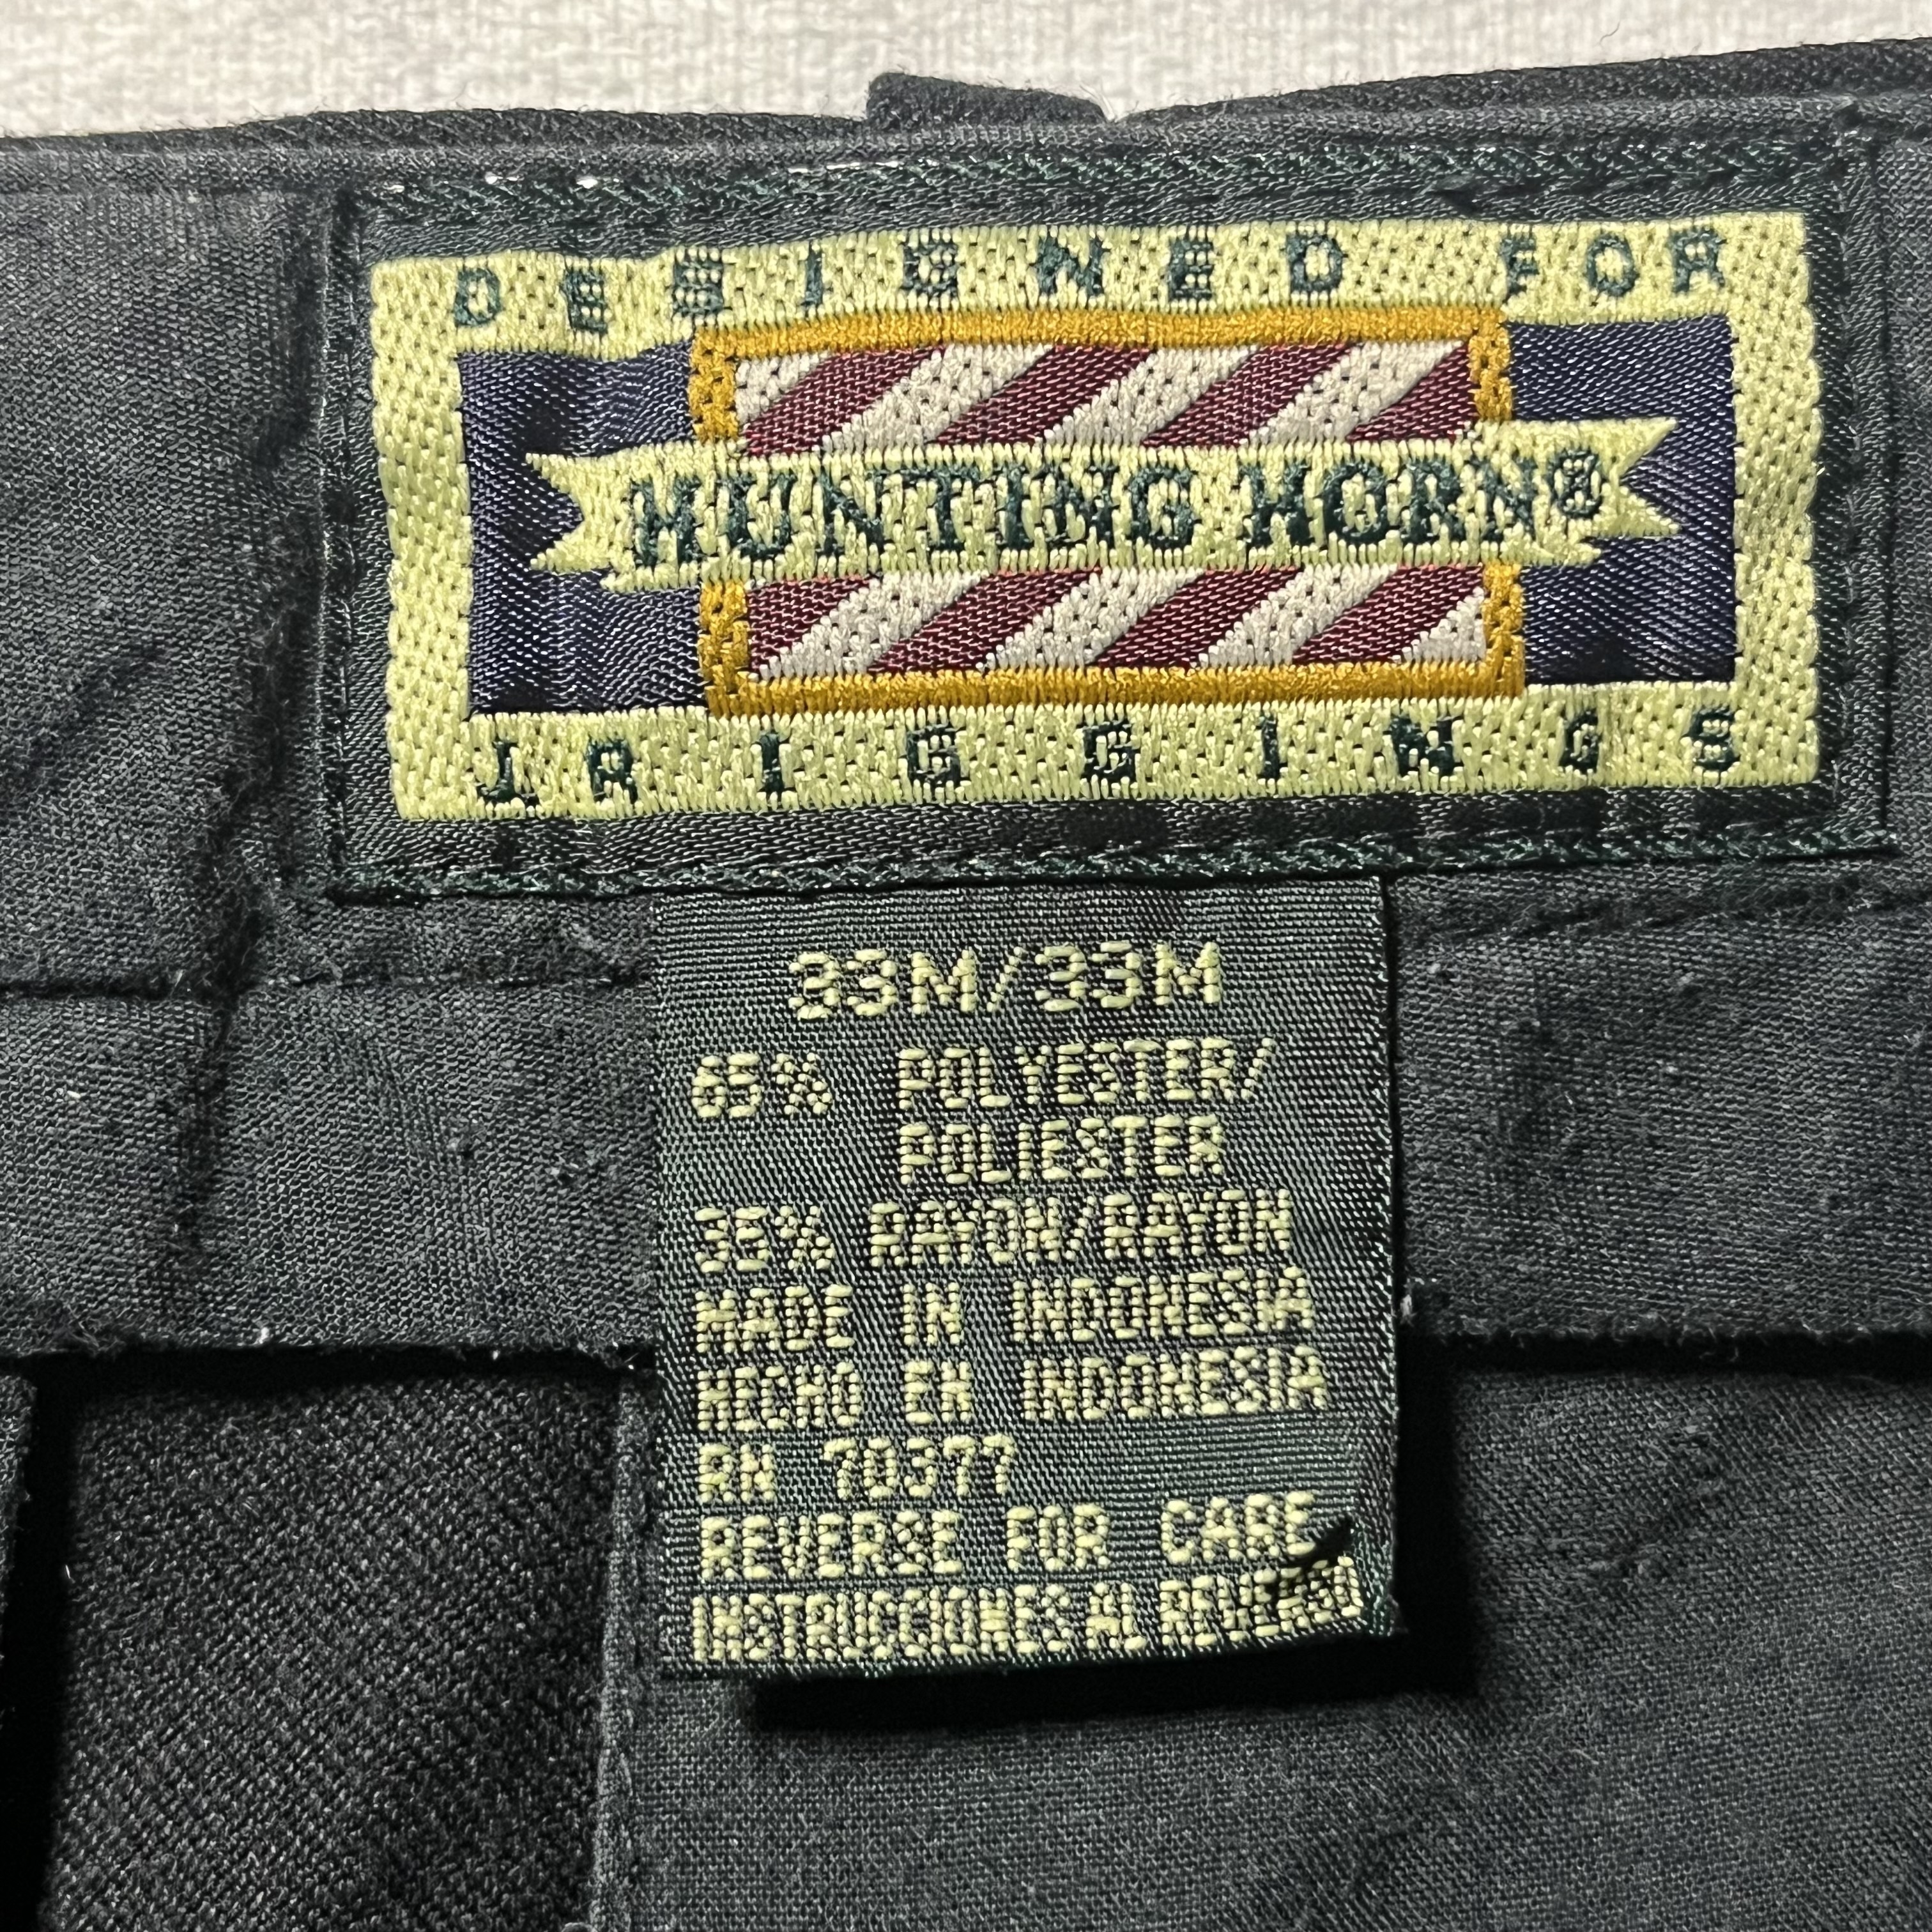 DESIGNED FOR
HUNTING HORN®
J. RIGGINGS
33M/33M
65% POLYESTER/
POLIESTER
35% RAYON/RAYON
MADE IN INDONESIA
HECHO EN INDONESIA
RN 70377
REVERSE FOR CARE
INSTRUCCIONES AL REVERSO